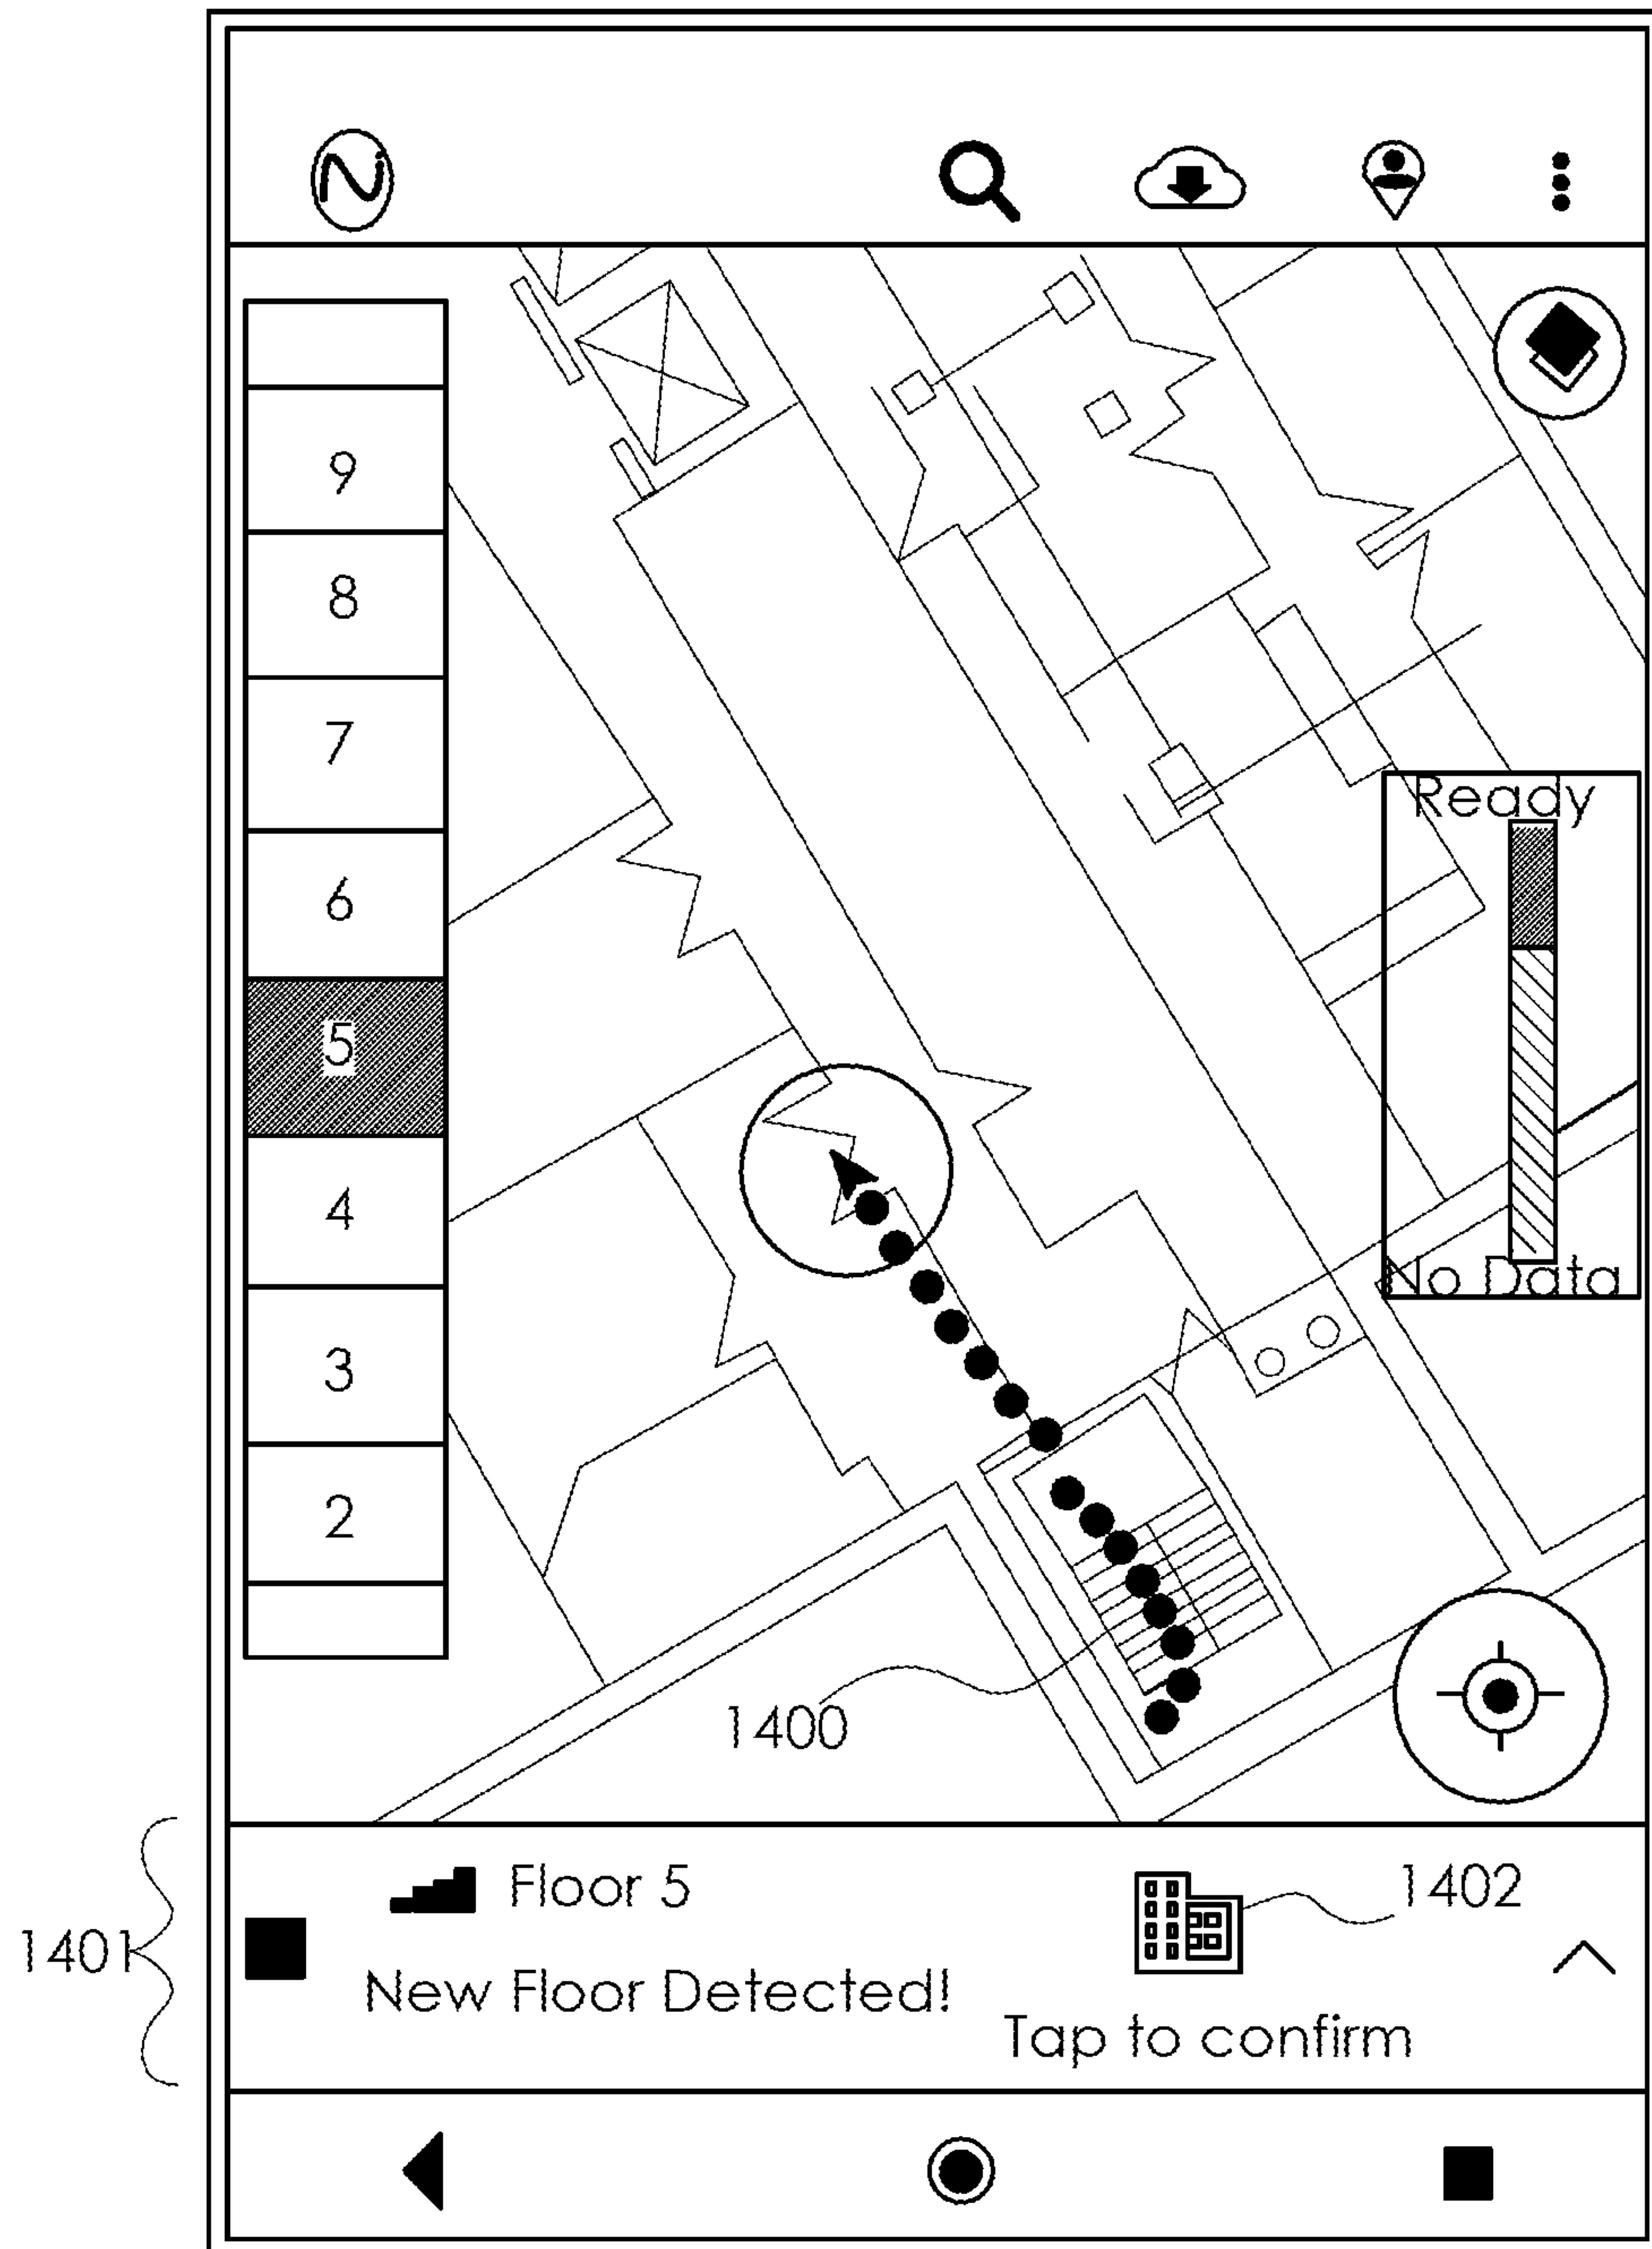 9
8
7
6
5
4
3
2
Ready
No Data
1400
Floor 5
1402
1401
New Floor Detected!
Tap to confirm